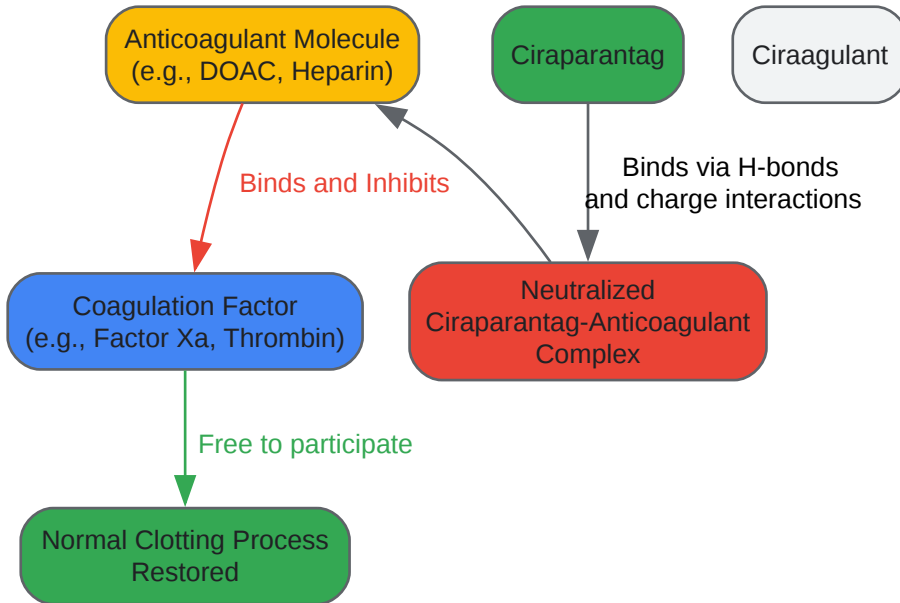 Anticoagulant Molecule
(e.g., DOAC, Heparin)
Ciraparantag
Ciraagulant
Binds and Inhibits
Binds via H-bonds
and charge interactions
Coagulation Factor
(e.g., Factor Xa, Thrombin)
Neutralized
Ciraparantag-Anticoagulant
Complex
Free to participate
Normal Clotting Process
Restored